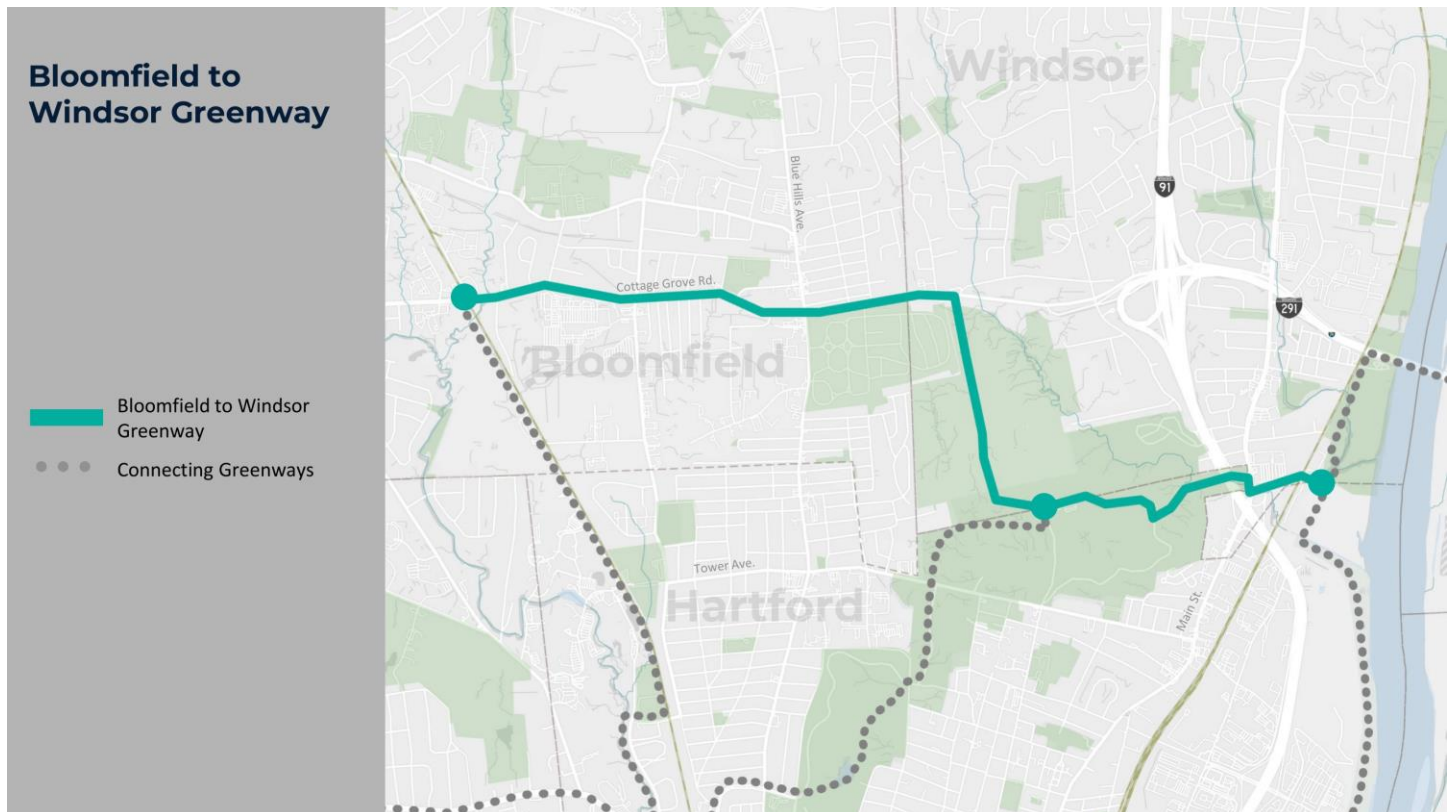 Bloomfield to
Windsor Greenway
Bloomfield to Windsor
Greenway
Connecting Greenways
Windsor
Blue Hills Ave.
91
Cottage Grove Rd.
291
Bloomfield
Tower Ave.
Hartford
Main St.